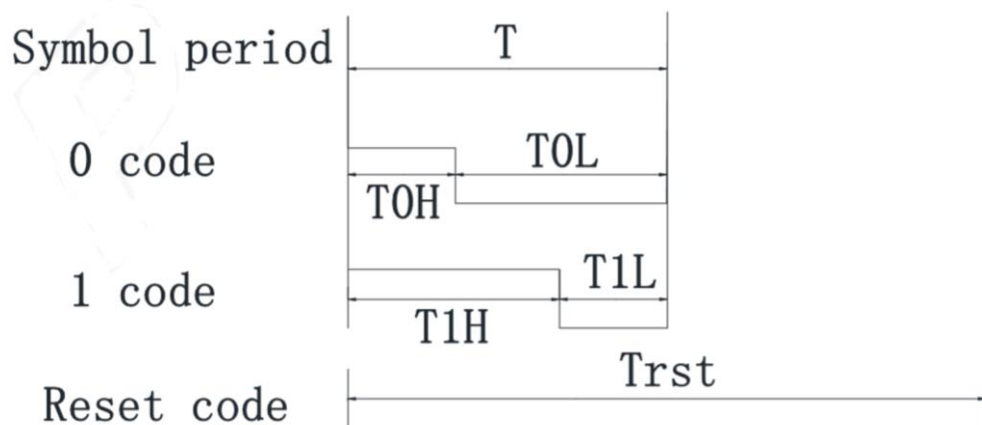 Symbol period T
0 code T0L
T0H
1 code T1L
T1H
Reset code Trst